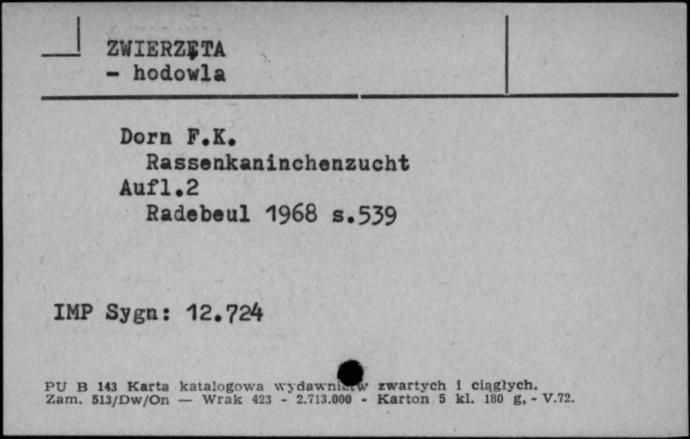 ZWIERZĘTA
- hodowla
Dorn F.K.
Rassenkaninchenzucht
Aufl.2
Radebeul 1968 s.539
IMP Sygn: 12.724
PU B 143 Karta katalogowa wydawnictw zwartych i ciągłych.
Zam. 513/Dw/On — Wrak 423 - 2.713.000 - Karton 5 kl. 180 g. - V.72.